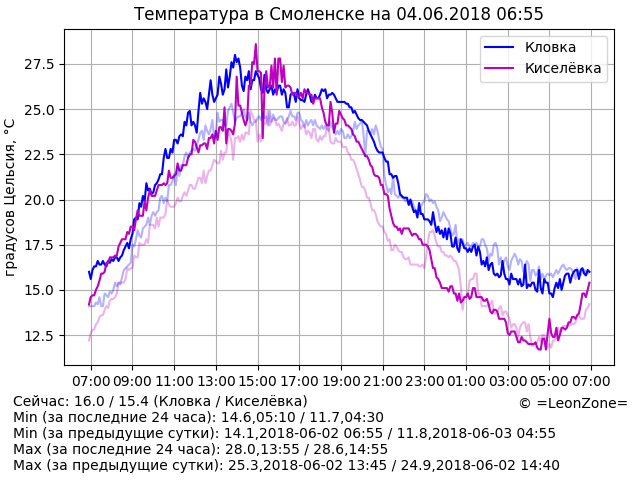 Температура в Смоленске на 04.06.2018 06:55
Кловка
Киселёвка
градусов Цельсия, °C
27.5
25.0
22.5
20.0
17.5
15.0
12.5
07:00 09:00 11:00 13:00 15:00 17:00 19:00 21:00 23:00 01:00 03:00 05:00 07:00
Сейчас: 16.0 / 15.4 (Кловка / Киселёвка)
© =LeonZone=
Min (за последние 24 часа): 14.6,05:10 / 11.7,04:30
Min (за предыдущие сутки): 14.1,2018-06-02 06:55 / 11.8,2018-06-03 04:55
Max (за последние 24 часа): 28.0,13:55 / 28.6,14:55
Max (за предыдущие сутки): 25.3,2018-06-02 13:45 / 24.9,2018-06-02 14:40